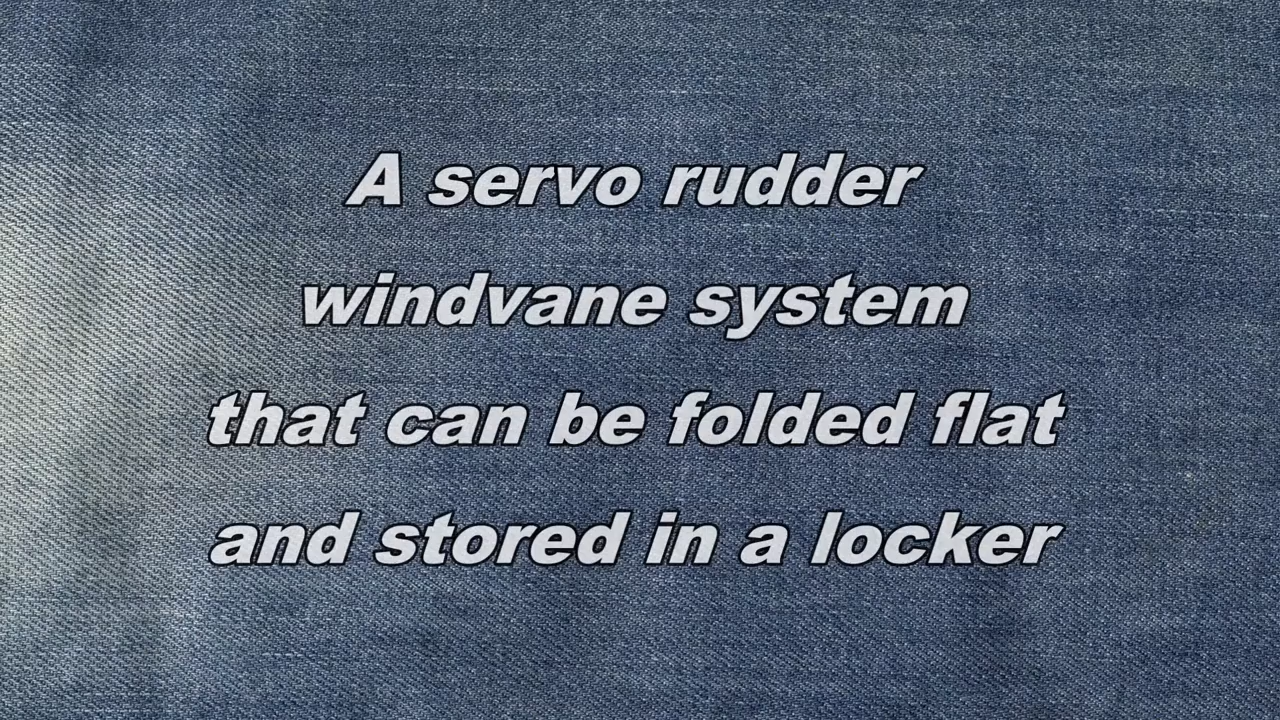 A servo rudder
windvane system
that can be folded flat
and stored in a locker